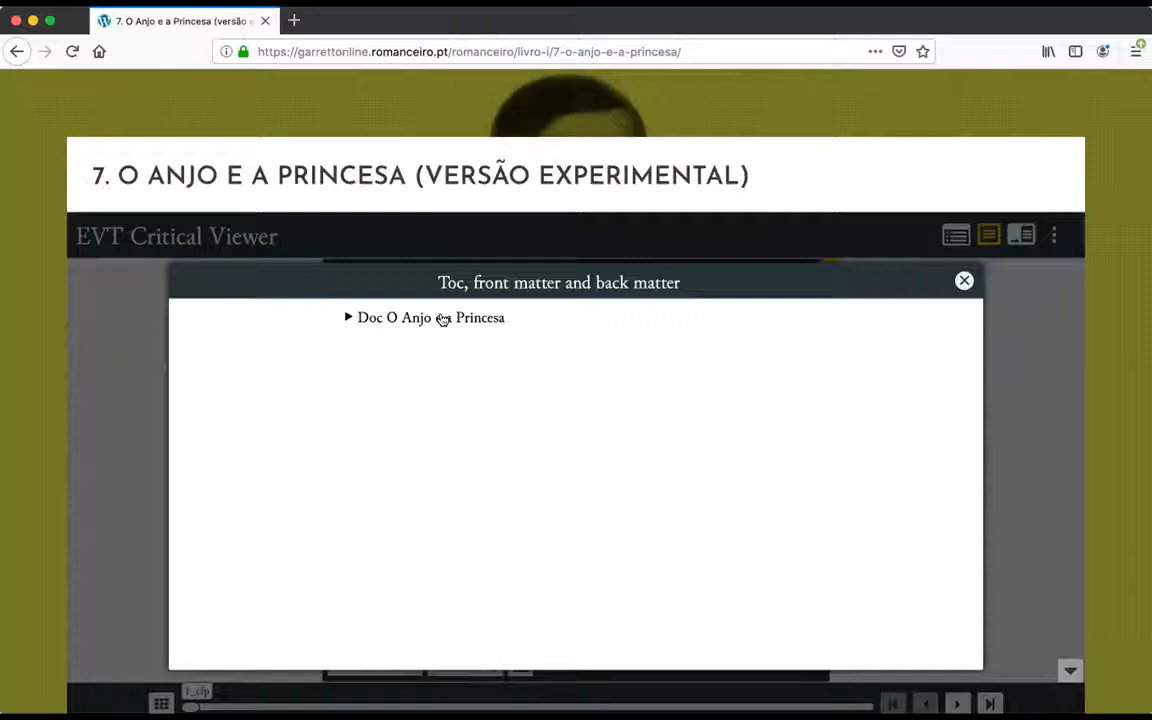 7. O Anjo e a Princesa (versão e
https://garrettonline.romanceiro.pt/romanceiro/livro-i/7-o-anjo-e-a-princesa/
7. O ANJO E A PRINCESA (VERSÃO EXPERIMENTAL)
EVT Critical Viewer
Toc, front matter and back matter
Doc O Anjo e a Princesa
1_cfp